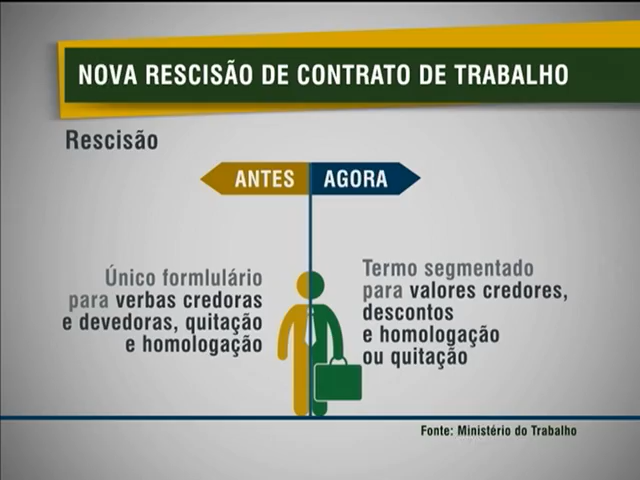 NOVA RESCISÃO DE CONTRATO DE TRABALHO
Rescisão
ANTES
AGORA
Único formlulário
para verbas credoras
e devedoras, quitação
e homologação
Termo segmentado
para valores credores,
descontos
e homologação
ou quitação
Fonte: Ministério do Trabalho